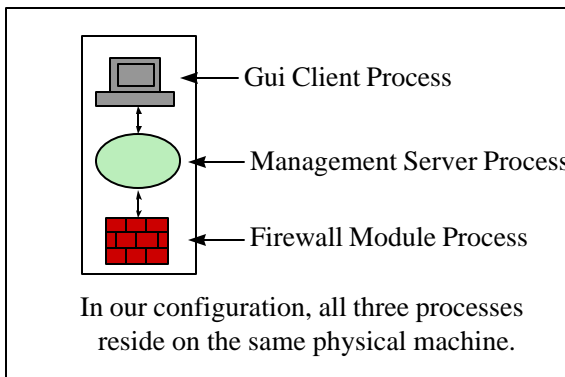 Gui Client Process
Management Server Process
Firewall Module Process
In our configuration, all three processes
reside on the same physical machine.